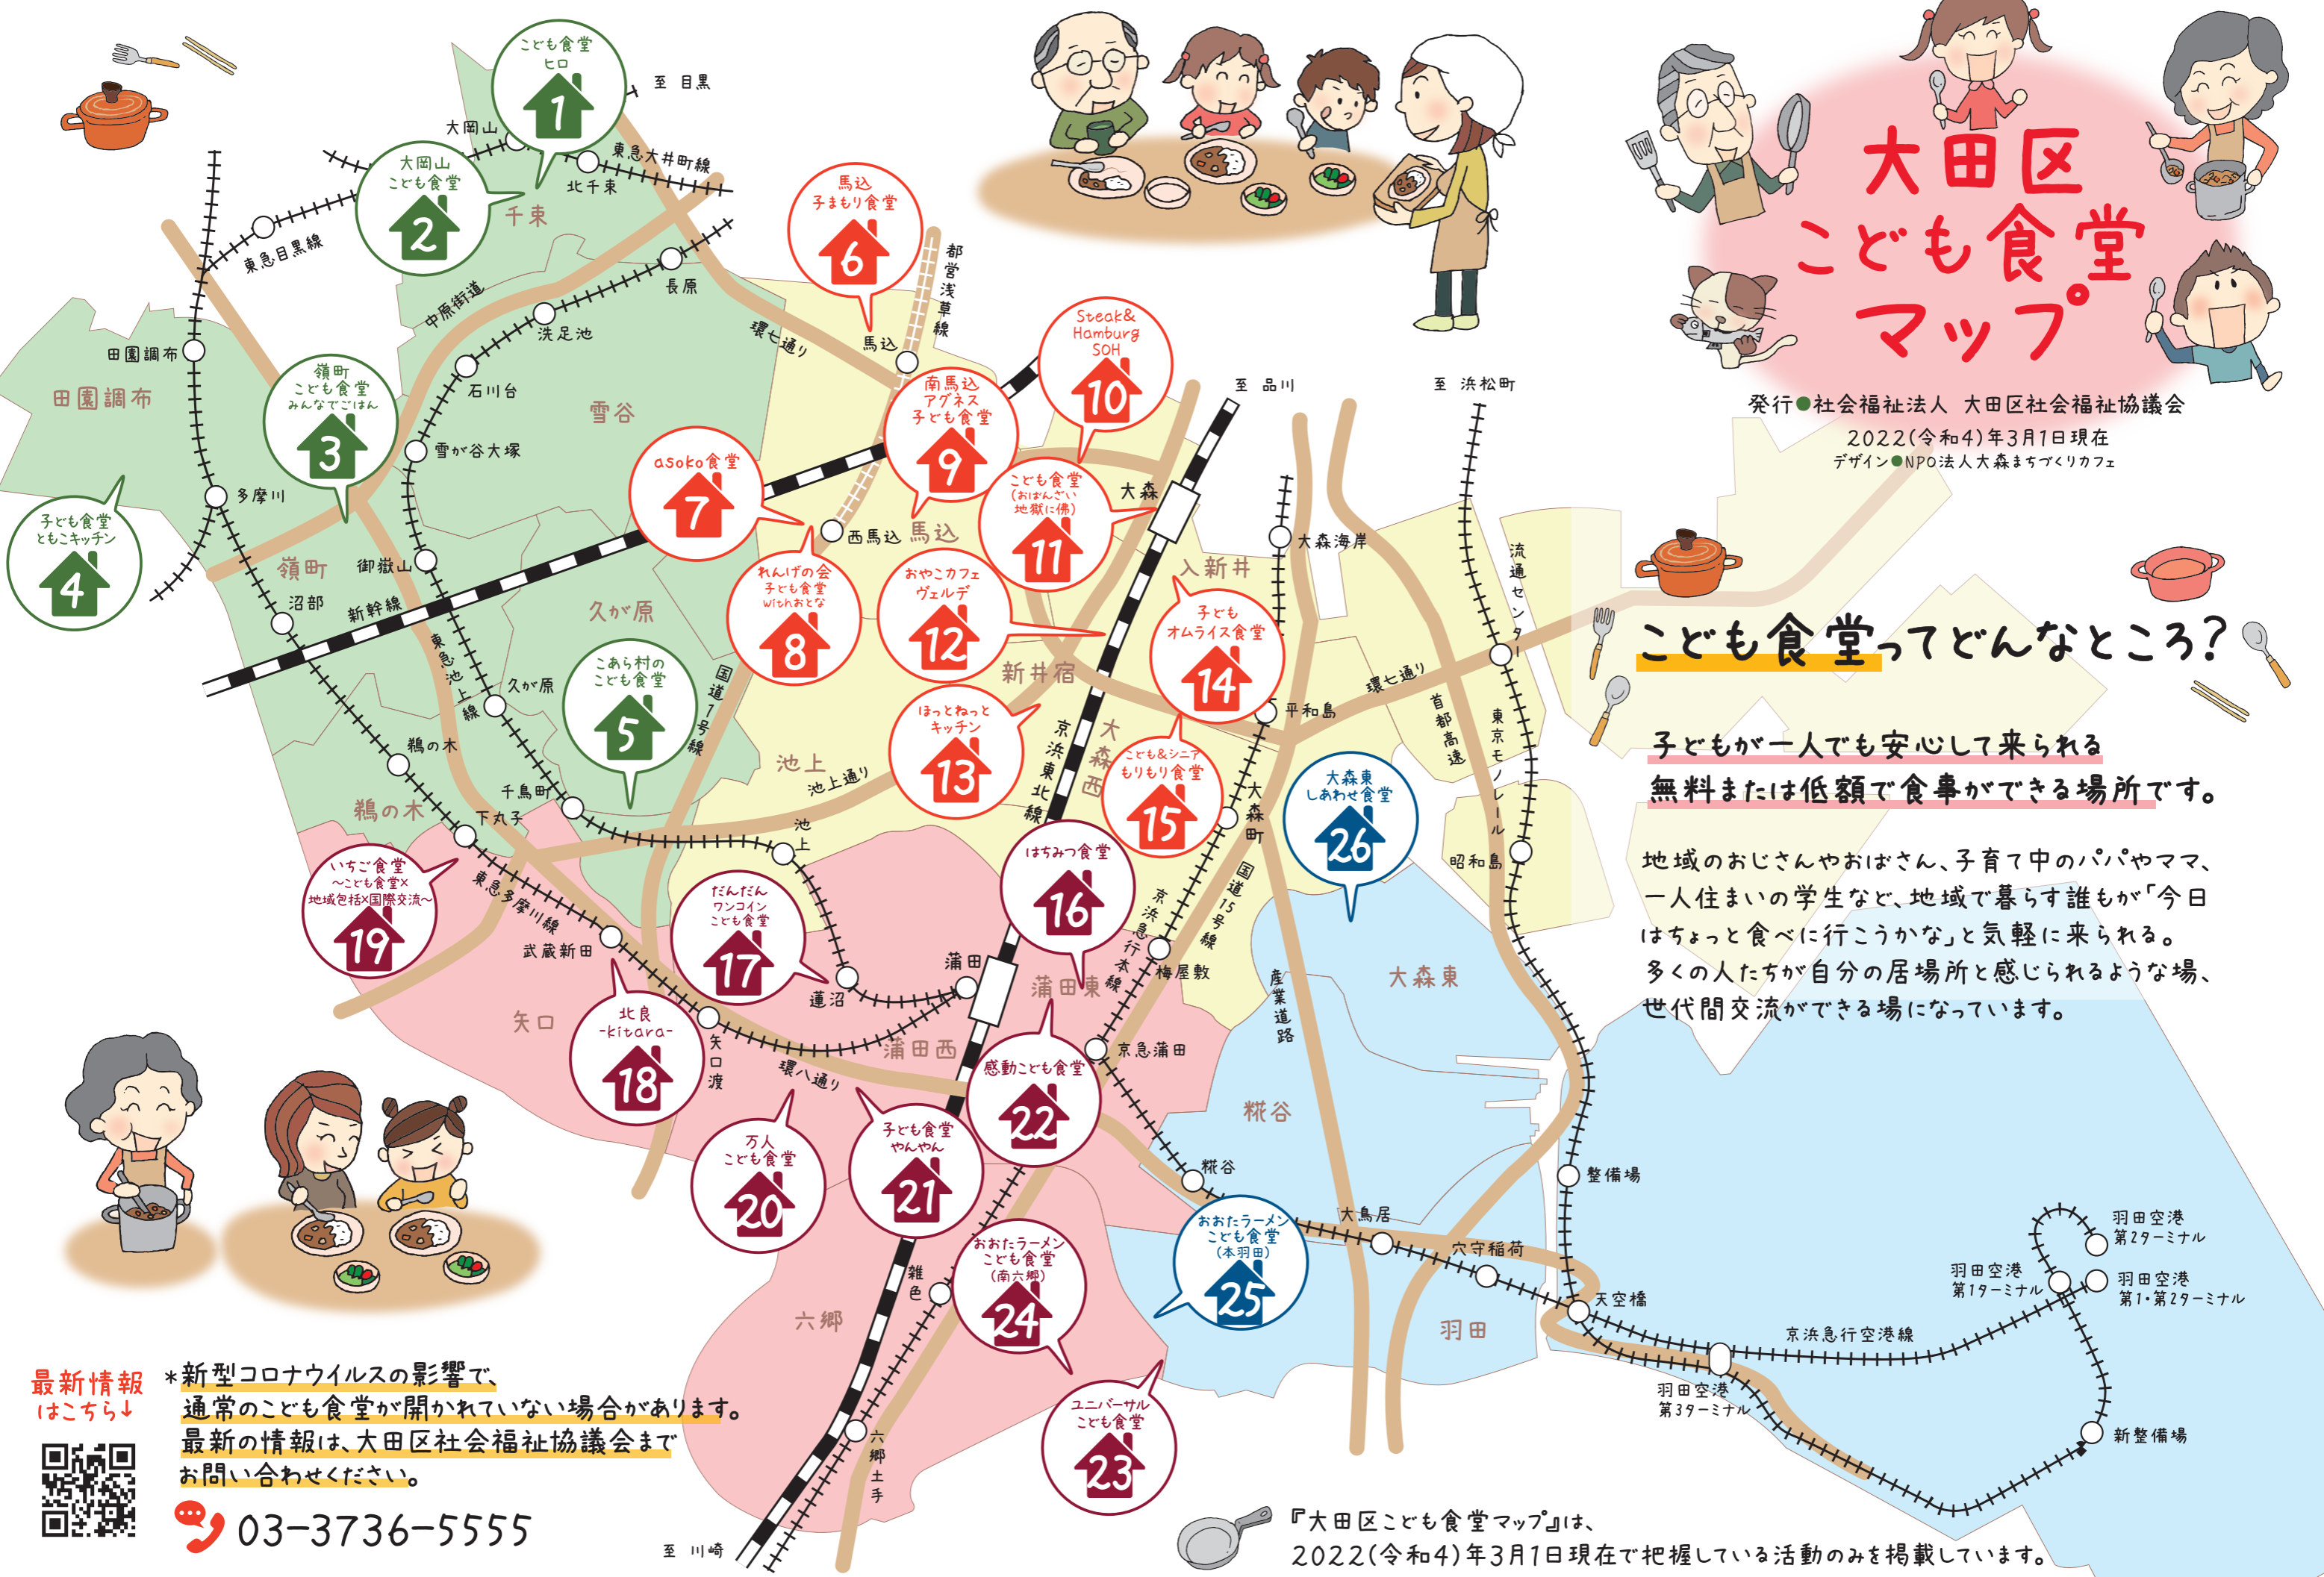 大田区
こども食堂
マップ
発行●社会福祉法人 大田区社会福祉協議会
2022(令和4)年3月1日現在
デザイン●NPO法人大森まちづくりカフェ
こども食堂ってどんなところ?
子どもが一人でも安心して来られる
無料または低額で食事ができる場所です。
地域のおじさんやおばさん、子育て中のパパやママ、
一人住まいの学生など、地域で暮らす誰もが「今日
はちょっと食べに行こうかな」と気軽に来られる。
多くの人たちが自分の居場所と感じられるような場、
世代間交流ができる場になっています。
こども食堂
ヒロ
1
大岡山
こども食堂
2
嶺町
こども食堂
みんなでごはん
3
子ども食堂
ともこキッチン
4
こあら村の
こども食堂
5
馬込
子まもり食堂
6
asoko食堂
7
れんげの会
子ども食堂
withおとな
8
南馬込
アグネス
子ども食堂
9
Steak&
Hamburg
SOH
10
こども食堂
(おばんざい
地獄に佛)
11
おやこカフェ
ヴェルデ
12
ほっとねっと
キッチン
13
子ども
オムライス食堂
14
こども&シニア
もりもり食堂
15
はちみつ食堂
16
だんだん
ワンコイン
こども食堂
17
北良
-kitara-
18
いちご食堂
〜こども食堂×
地域包括×国際交流〜
19
万人
こども食堂
20
子ども食堂
やんやん
21
感動こども食堂
22
ユニバーサル
こども食堂
23
おおたラーメン
こども食堂
(南六郷)
24
おおたラーメン
こども食堂
(本羽田)
25
大森東
しあわせ食堂
26
至 目黒
大岡山
東急大井町線
北千束
千束
東急目黒線
中原街道
長原
洗足池
石川台
雪谷
雪が谷大塚
田園調布
田園調布
多摩川
嶺町
御嶽山
沼部
新幹線
東急池上線
久が原
久が原
国道1号線
鵜の木
鵜の木
千鳥町
下丸子
東急多摩川線
武蔵新田
矢口
矢口渡
環八通り
都営浅草線
環七通り
馬込
西馬込
馬込
大森
至 品川
至 浜松町
入新井
大森海岸
流通センター
新井宿
池上
池上通り
池上
京浜東北線
大森西
平和島
環七通り
首都高速
東京モノレール
大森町
昭和島
国道15号線
京浜急行本線
梅屋敷
蓮沼
蒲田
蒲田東
蒲田西
京急蒲田
産業道路
大森東
糀谷
糀谷
大鳥居
穴守稲荷
整備場
天空橋
羽田
雑色
六郷
六郷土手
至 川崎
京浜急行空港線
羽田空港
第3ターミナル
羽田空港
第1ターミナル
羽田空港
第2ターミナル
羽田空港
第1・第2ターミナル
新整備場
最新情報
はこちら↓
*新型コロナウイルスの影響で、
通常のこども食堂が開かれていない場合があります。
最新の情報は、大田区社会福祉協議会まで
お問い合わせください。
03-3736-5555
『大田区こども食堂マップ』は、
2022(令和4)年3月1日現在で把握している活動のみを掲載しています。